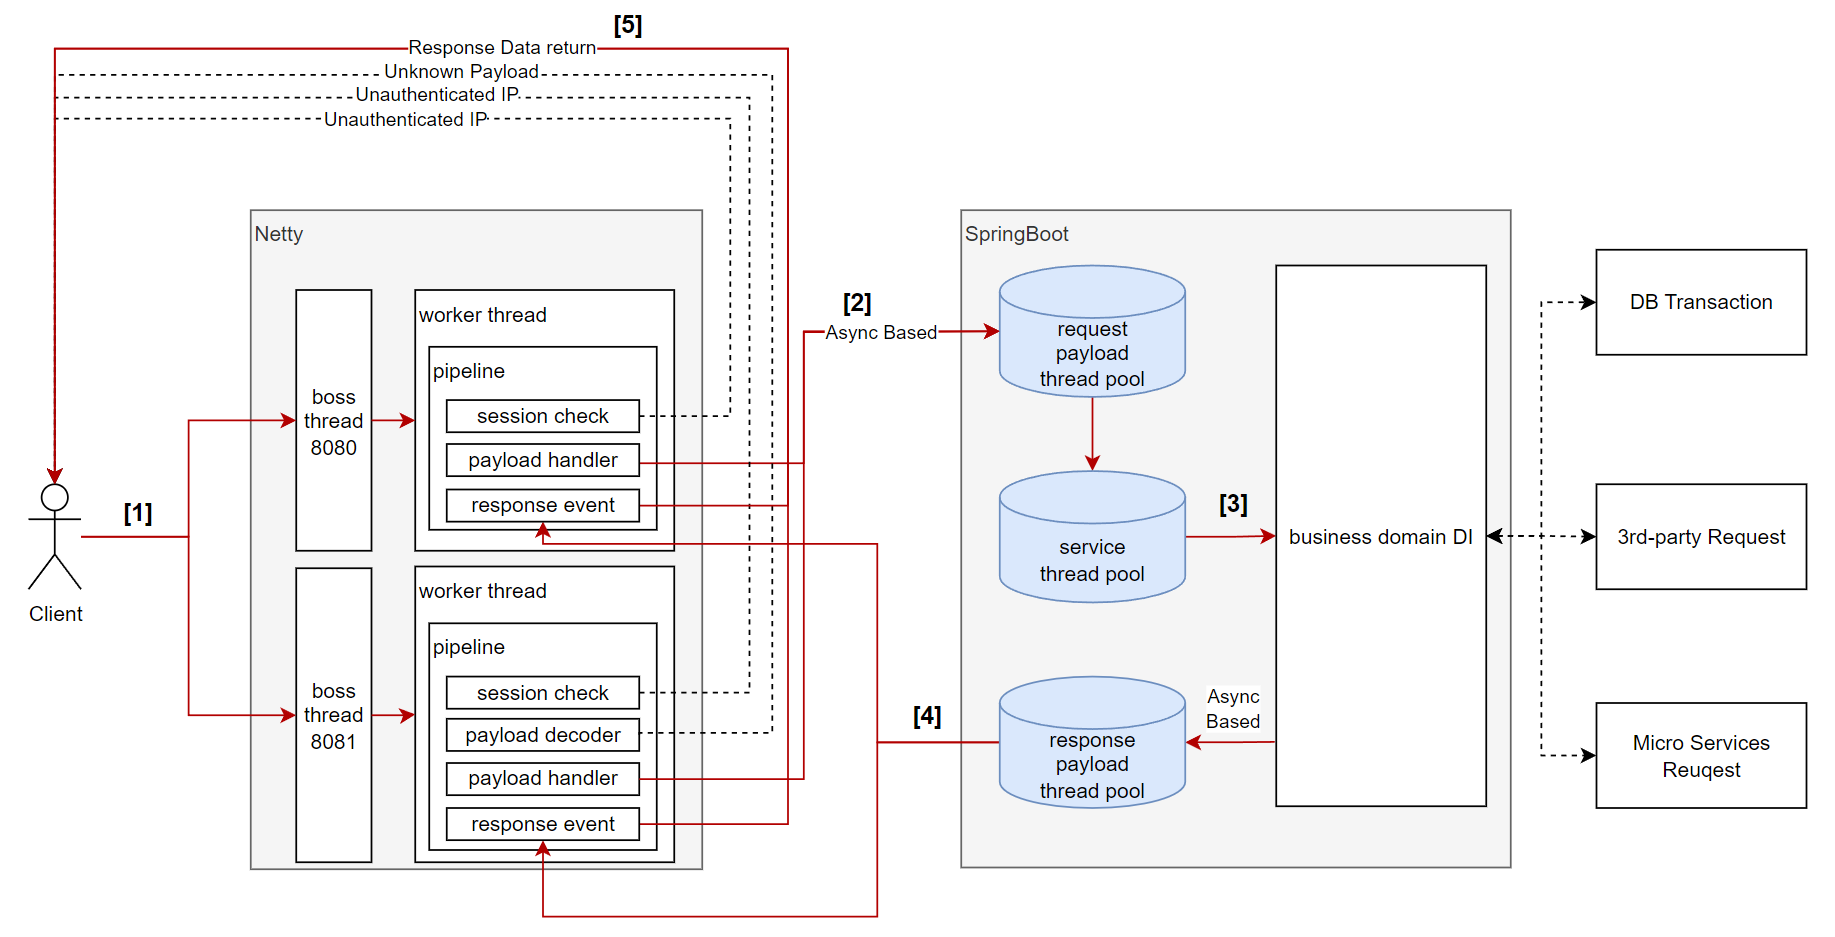 [5]
Response Data return
Unknown Payload
Unauthenticated IP
Unauthenticated IP
Netty
boss
thread
8080
worker thread
pipeline
session check
payload handler
response event
[1]
Client
boss
thread
8081
worker thread
pipeline
session check
payload decoder
payload handler
response event
[2]
Async Based
SpringBoot
request
payload
thread pool
service
thread pool
[3]
business domain DI
[4]
response
payload
thread pool
Async
Based
DB Transaction
3rd-party Request
Micro Services
Reuqest